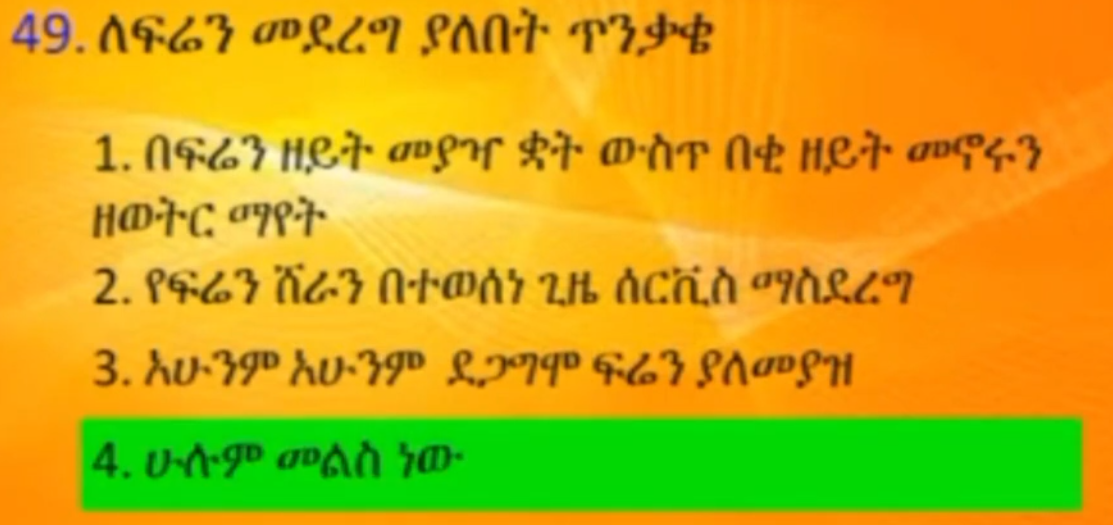 49. ለፍሬን መደረግ ያለበት ጥንቃቄ
1. በፍሬን ዘይት መያዣ ቋት ውስጥ በቂ ዘይት መኖሩን
ዘወትር ማየት
2. የፍሬን ሸራን በተወሰነ ጊዜ ሰርቪስ ማስደረግ
3. አሁንም አሁንም ደጋግሞ ፍሬን ያለመያዝ
4. ሁሉም መልስ ነው